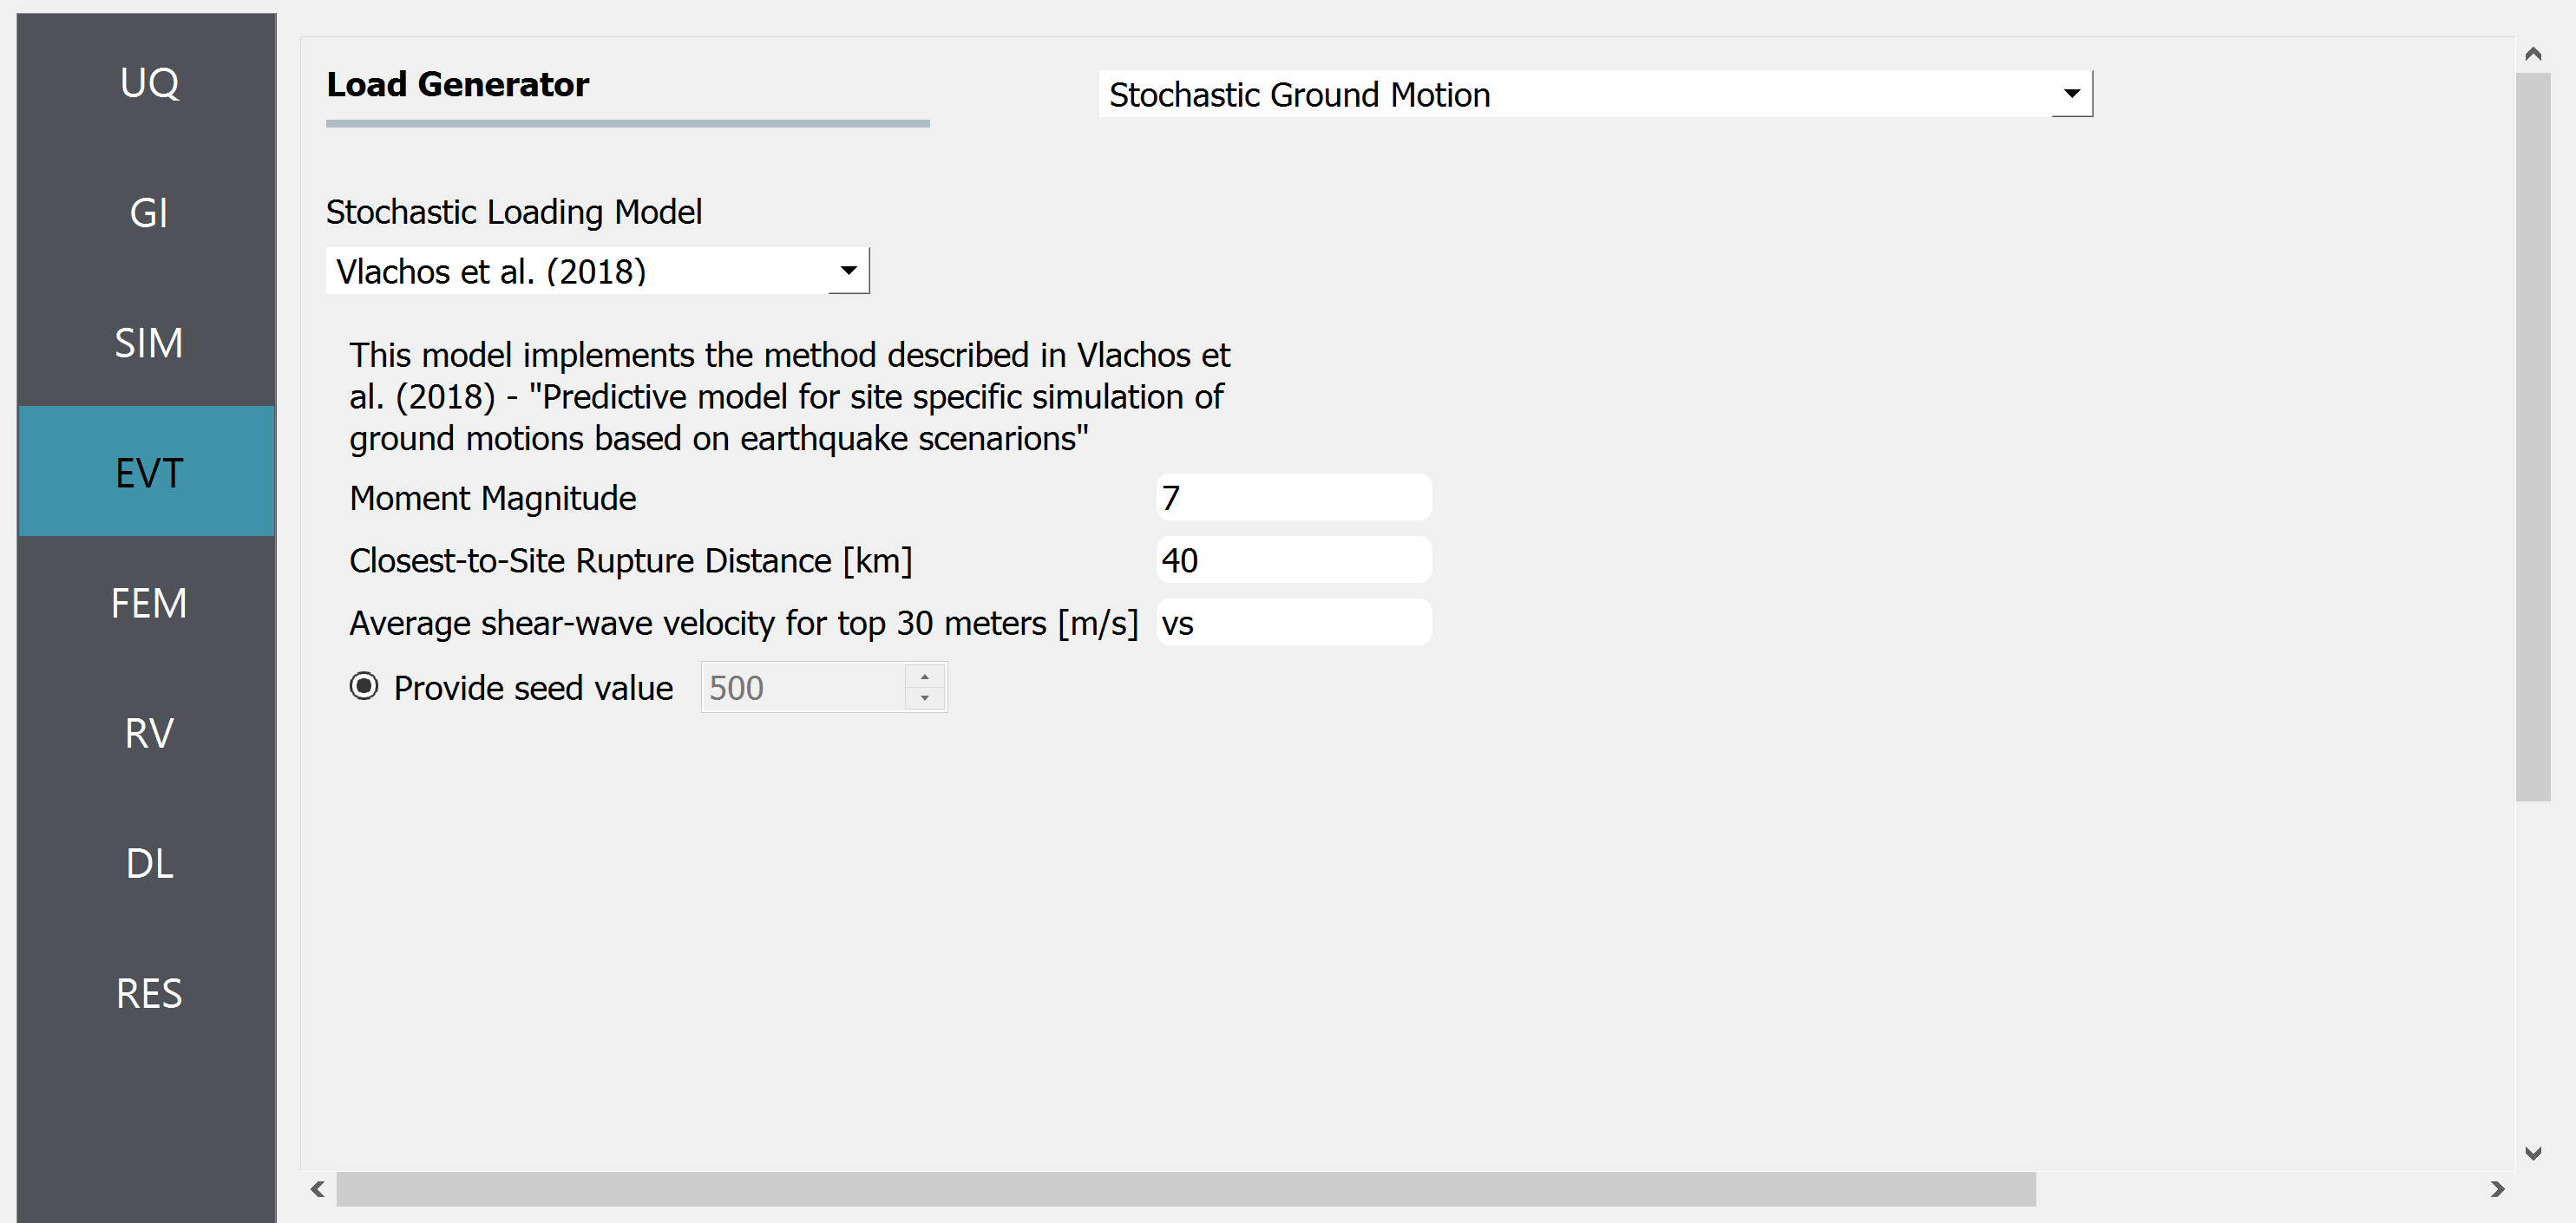 UQ
GI
SIM
EVT
FEM
RV
DL
RES
Load Generator
Stochastic Ground Motion
Stochastic Loading Model
Vlachos et al. (2018)
This model implements the method described in Vlachos et
al. (2018) - "Predictive model for site specific simulation of
ground motions based on earthquake scenarions"
Moment Magnitude 7
Closest-to-Site Rupture Distance [km] 40
Average shear-wave velocity for top 30 meters [m/s] vs
Provide seed value 500